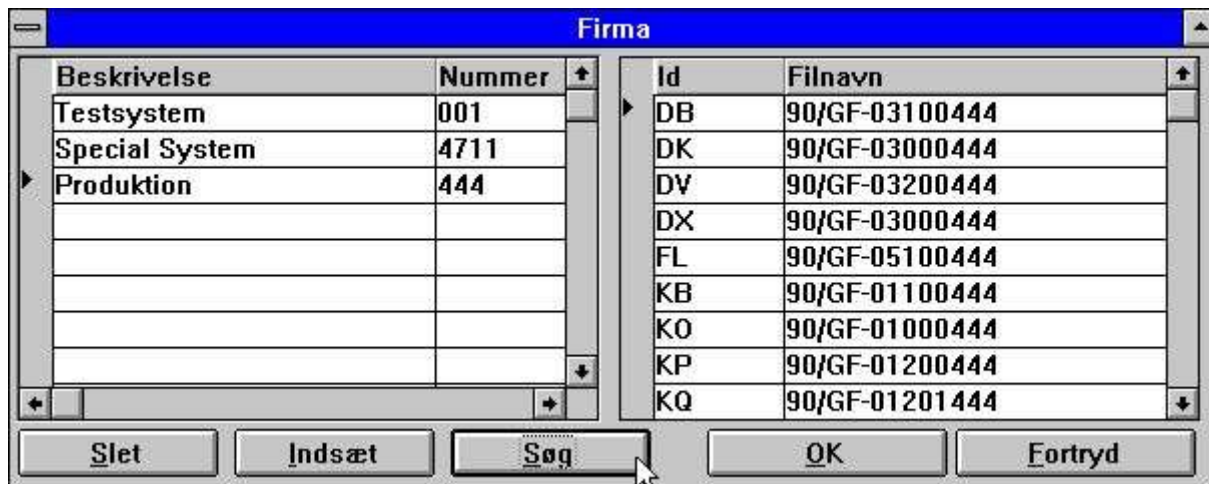 Firma
Beskrivelse Nummer
Testsystem 001
Special System 4711
Produktion 444
Id Filnavn
DB 90/GF-03100444
DK 90/GF-03000444
DV 90/GF-03200444
DX 90/GF-03000444
FL 90/GF-05100444
KB 90/GF-01100444
KO 90/GF-01000444
KP 90/GF-01200444
KQ 90/GF-01201444
Slet Indsæt Søg OK Fortryd